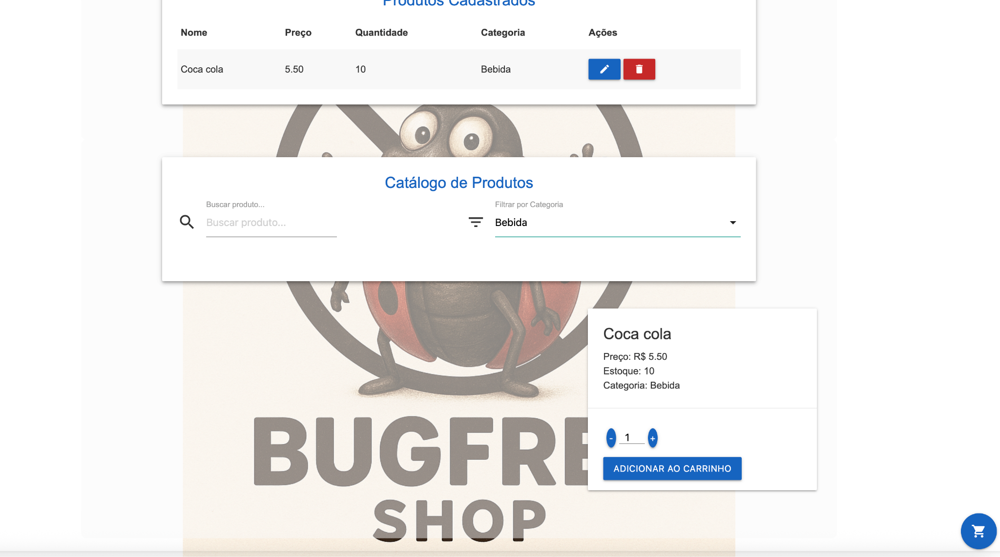 Produtos Cadastrados
Nome Preço Quantidade Categoria Ações
Coca cola 5.50 10 Bebida
Catálogo de Produtos
Buscar produto... Filtrar por Categoria
Buscar produto... Bebida
Coca cola
Preço: R$ 5.50
Estoque: 10
Categoria: Bebida
- 1 +
ADICIONAR AO CARRINHO
BUGFRE
SHOP